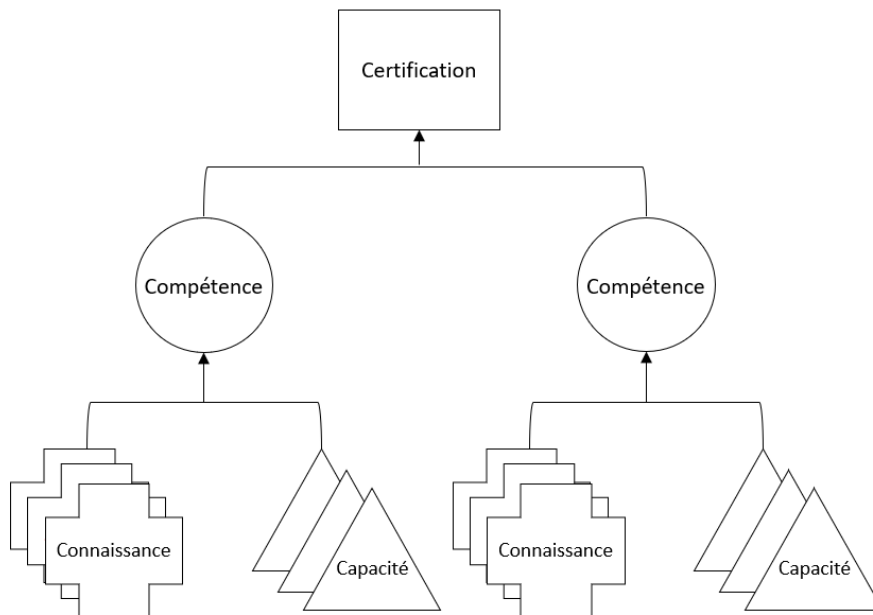 Certification
Compétence
Compétence
Connaissance
Capacité
Connaissance
Capacité